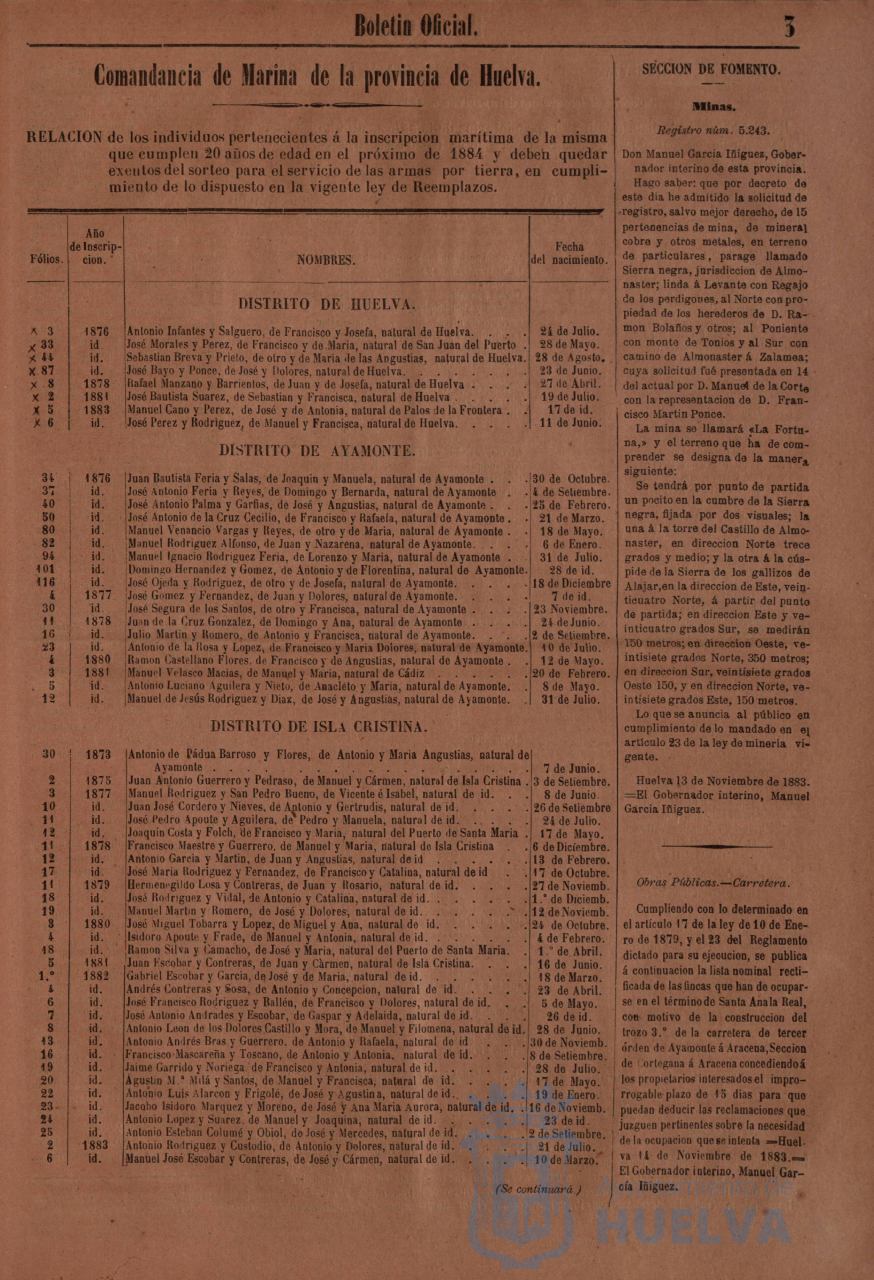 Boletin Oficial.
3
Comandancia de Marina de la provincia de Huelva.
RELACION de los individuos pertenecientes á la inscripcion marítima de la misma
que cumplen 20 años de edad en el próximo de 1884 y deben quedar
exentos del sorteo para el servicio de las armas por tierra, en cumpli-
miento de lo dispuesto en la vigente ley de Reemplazos.
Fólios.
Año de Inscrip-cion.
NOMBRES.
Fecha del nacimiento.
DISTRITO DE HUELVA.
× 3 1876 Antonio Infantes y Salguero, de Francisco y Josefa, natural de Huelva. . . . 24 de Julio.
× 33 id. José Morales y Perez, de Francisco y de Maria, natural de San Juan del Puerto . 28 de Mayo.
× 44 id. Sebastian Breva y Prieto, de otro y de Maria de las Angustias, natural de Huelva. 28 de Agosto.
× 87 id. José Bayo y Ponce, de José y Dolores, natural de Huelva. . . . . . 23 de Junio.
× 8 1878 Rafael Manzano y Barrientos, de Juan y de Josefa, natural de Huelva . . . . 27 de Abril.
× 2 1881 José Bautista Suarez, de Sebastian y Francisca, natural de Huelva . . . . 19 de Julio
× 5 1883 Manuel Cano y Perez, de José y de Antonia, natural de Palos de la Frontera . . 17 de id.
× 6 id. José Perez y Rodriguez, de Manuel y Francisca, natural de Huelva. . . . 11 de Junio.
DISTRITO DE AYAMONTE.
34 1876 Juan Bautista Feria y Salas, de Joaquin y Manuela, natural de Ayamonte . . . 30 de Octubre.
37 id. José Antonio Feria y Reyes, de Domingo y Bernarda, natural de Ayamonte . . 4 de Setiembre.
40 id. José Antonio Palma y Garfias, de José y Angustias, natural de Ayamonte . . . 25 de Febrero.
50 id. José Antonio de la Cruz Cecilio, de Francisco y Rafaela, natural de Ayamonte . . 21 de Marzo.
80 id. Manuel Venancio Vargas y Reyes, de otro y de Maria, natural de Ayamonte . . 18 de Mayo.
82 id. Manuel Rodriguez Alfonso, de Juan y Nazarena, natural de Ayamonte. . . . 6 de Enero.
94 id. Manuel Ignacio Rodriguez Feria, de Lorenzo y Maria, natural de Ayamonte . . 31 de Julio.
101 id. Domingo Hernandez y Gomez, de Antonio y de Florentina, natural de Ayamonte. 28 de id.
116 id. José Ojeda y Rodriguez, de otro y de Josefa, natural de Ayamonte. . . . 18 de Diciembre
4 1877 José Gomez y Fernandez, de Juan y Dolores, natural de Ayamonte. . . . 7 de id.
30 id. José Segura de los Santos, de otro y Francisca, natural de Ayamonte . . . 23 Noviembre.
11 1878 Juan de la Cruz Gonzalez, de Domingo y Ana, natural de Ayamonte . . . 24 de Junio.
16 id. Julio Martin y Romero, de Antonio y Francisca, natural de Ayamonte. . . . 2 de Setiembre.
23 id. Antonio de la Rosa y Lopez, de Francisco y Maria Dolores, natural de Ayamonte. 10 de Julio.
4 1880 Ramon Castellano Flores, de Francisco y de Angustias, natural de Ayamonte . . 12 de Mayo.
3 1881 Manuel Velasco Macias, de Manuel y Maria, natural de Cádiz . . . . . 20 de Febrero.
5 id. Antonio Luciano Aguilera y Nieto, de Anacleto y Maria, natural de Ayamonte. . 8 de Mayo.
12 id. Manuel de Jesús Rodriguez y Diaz, de José y Angustias, natural de Ayamonte. . 31 de Julio.
DISTRITO DE ISLA CRISTINA.
30 1873 Antonio de Pádua Barroso y Flores, de Antonio y Maria Angustias, natural de
Ayamonte . . . . . . . . . . . 7 de Junio.
2 1875 Juan Antonio Guerrero y Pedraso, de Manuel y Cármen, natural de Isla Cristina . 3 de Setiembre.
3 1877 Manuel Rodriguez y San Pedro Bueno, de Vicente é Isabel, natural de id. . . 8 de Junio.
10 id. Juan José Cordero y Nieves, de Antonio y Gertrudis, natural de id. . . . 26 de Setiembre
11 id. José Pedro Apoute y Aguilera, de Pedro y Manuela, natural de id. . . . . 24 de Julio.
12 id. Joaquin Costa y Folch, de Francisco y Maria, natural del Puerto de Santa Maria . 17 de Mayo.
11 1878 Francisco Maestre y Guerrero, de Manuel y Maria, natural de Isla Cristina . . 6 de Diciembre.
12 id. Antonio Garcia y Martin, de Juan y Angustias, natural de id . . . . . 13 de Febrero.
17 id. José Maria Rodriguez y Fernandez, de Francisco y Catalina, natural de id . . 17 de Octubre.
11 1879 Hermenegildo Losa y Contreras, de Juan y Rosario, natural de id. . . . . 27 Noviemb.
18 id. José Rodriguez y Vidal, de Antonio y Catalina, natural de id. . . . . . 1.º de Diciemb.
19 id. Manuel Martin y Romero, de José y Dolores, natural de id. . . . . . 12 de Noviemb.
3 1880 José Miguel Tobarra y Lopez, de Miguel y Ana, natural de id. . . . . 24 de Octubre.
4 id. Isidoro Apoute y Frade, de Manuel y Antonia, natural de id. . . . . . 4 de Febrero.
18 id. Ramon Silva y Camacho, de José y Maria, natural del Puerto de Santa Maria. . 1.º de Abril.
5 1881 Juan Escobar y Contreras, de Juan y Cármen, natural de Isla Cristina. . . . 16 de Junio.
1.º 1882 Gabriel Escobar y Garcia, de José y de Maria, natural de id. . . . . . 18 de Marzo.
4 id. Andrés Contreras y Sosa, de Antonio y Concepcion, natural de id. . . . 23 de Abril.
6 id. José Francisco Rodriguez y Ballén, de Francisco y Dolores, natural de id. . . 5 de Mayo.
7 id. José Antonio Andrades y Escobar, de Gaspar y Adelaida, natural de id. . . 26 de id.
8 id. Antonio Leon de los Dolores Castillo y Mora, de Manuel y Filomena, natural de id. 28 de Junio.
13 id. Antonio Andrés Bras y Guerrero, de Antonio y Rafaela, natural de id . . . 30 de Noviemb.
16 id. Francisco Mascareña y Toscano, de Antonio y Antonia, natural de id. . . . 8 de Setiembre.
19 id. Jaime Garrido y Noriega, de Francisco y Antonia, natural de id. . . . . 28 de Julio.
20 id. Agustin M.ª Milá y Santos, de Manuel y Francisca, natural de id. . . . . 17 de Mayo.
22 id. Antonio Luis Alarcon y Frigolé, de José y Agustina, natural de id. . . . 19 de Enero.
23 id. Jacobo Isidoro Marquez y Moreno, de José y Ana Maria Aurora, natural de id. . 16 de Noviemb.
24 id. Antonio Lopez y Suarez, de Manuel y Joaquina, natural de id. . . . . 23 de id.
25 id. Antonio Esteban Columé y Obiol, de José y Mercedes, natural de id. . . . 2 de Setiembre.
2 1883 Antonio Rodriguez y Custodio, de Antonio y Dolores, natural de id. . . . 21 de Julio.
6 id. Manuel José Escobar y Contreras, de José y Cármen, natural de id. . . . 10 de Marzo.
(Se continuará )
SECCION DE FOMENTO.
Minas.
Registro núm. 5.243.
Don Manuel Garcia Iñiguez, Gober-
nador interino de esta provincia.
Hago saber: que por decreto de
este dia he admitido la solicitud de
registro, salvo mejor derecho, de 15
pertenencias de mina, de mineral
cobre y otros metales, en terreno
de particulares, parage llamado
Sierra negra, jurisdiccion de Almo-
naster; linda á Levante con Regajo
de los perdigones, al Norte con pro-
piedad de los herederos de D. Ra-
mon Bolaños y otros; al Poniente
con monte de Tonios y al Sur con
camino de Almonaster á Zalamea;
cuya solicitud fué presentada en 14
del actual por D. Manuel de la Corte
con la representacion de D. Fran-
cisco Martin Ponce.
La mina se llamará «La Fortu-
na,» y el terreno que ha de com-
prender se designa de la manera
siguiente:
Se tendrá por punto de partida
un pocito en la cumbre de la Sierra
negra, fijada por dos visuales; la
una á la torre del Castillo de Almo-
naster, en direccion Norte trece
grados y medio; y la otra á la cús-
pide de la Sierra de los gallizos de
Alajar,en la direccion de Este, vein-
ticuatro Norte, á partir del punto
de partida; en direccion Este y ve-
inticuatro grados Sur, se medirán
150 metros; en direccion Oeste, ve-
intisiete grados Norte, 350 metros;
en direccion Sur, veintisiete grados
Oeste 150, y en direccion Norte, ve-
intisiete grados Este, 150 metros.
Lo que se anuncia al público en
cumplimiento de lo mandado en el
artículo 23 de la ley de mineria vi-
gente.
Huelva 13 de Noviembre de 1883.
=El Gobernador interino, Manuel
Garcia Iñiguez.
Obras Públicas.—Carretera.
Cumpliendo con lo determinado en
el artículo 17 de la ley de 10 de Ene-
ro de 1879, y el 23 del Reglamento
dictado para su ejecucion, se publica
á continuacion la lista nominal recti-
ficada de las fincas que han de ocupar-
se en el término de Santa Anala Real,
con motivo de la construccion del
trozo 3.º de la carretera de tercer
órden de Ayamonte á Aracena, Seccion
de Cortegana á Aracena concediendo á
los propietarios interesados el impro-
rrogable plazo de 15 dias para que
puedan deducir las reclamaciones que
juzguen pertinentes sobre la necesidad
de la ocupacion que se intenta =Huel-
va 14 de Noviembre de 1883.=
El Gobernador interino, Manuel Gar-
cía Iñiguez.
HUELVA